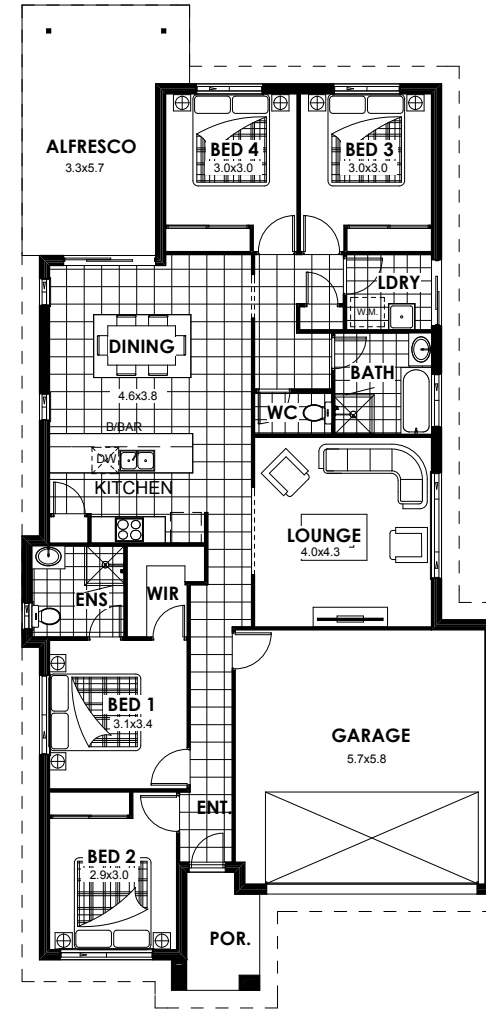 ALFRESCO
3.3x5.7
BED 4
3.0x3.0
BED 3
3.0x3.0
LDRY
W.M.
DINING
4.6x3.8
BATH
WC
B/BAR
DW
KITCHEN
LOUNGE
4.0x4.3
ENS
WIR
BED 1
3.1x3.4
GARAGE
5.7x5.8
ENT.
BED 2
2.9x3.0
POR.